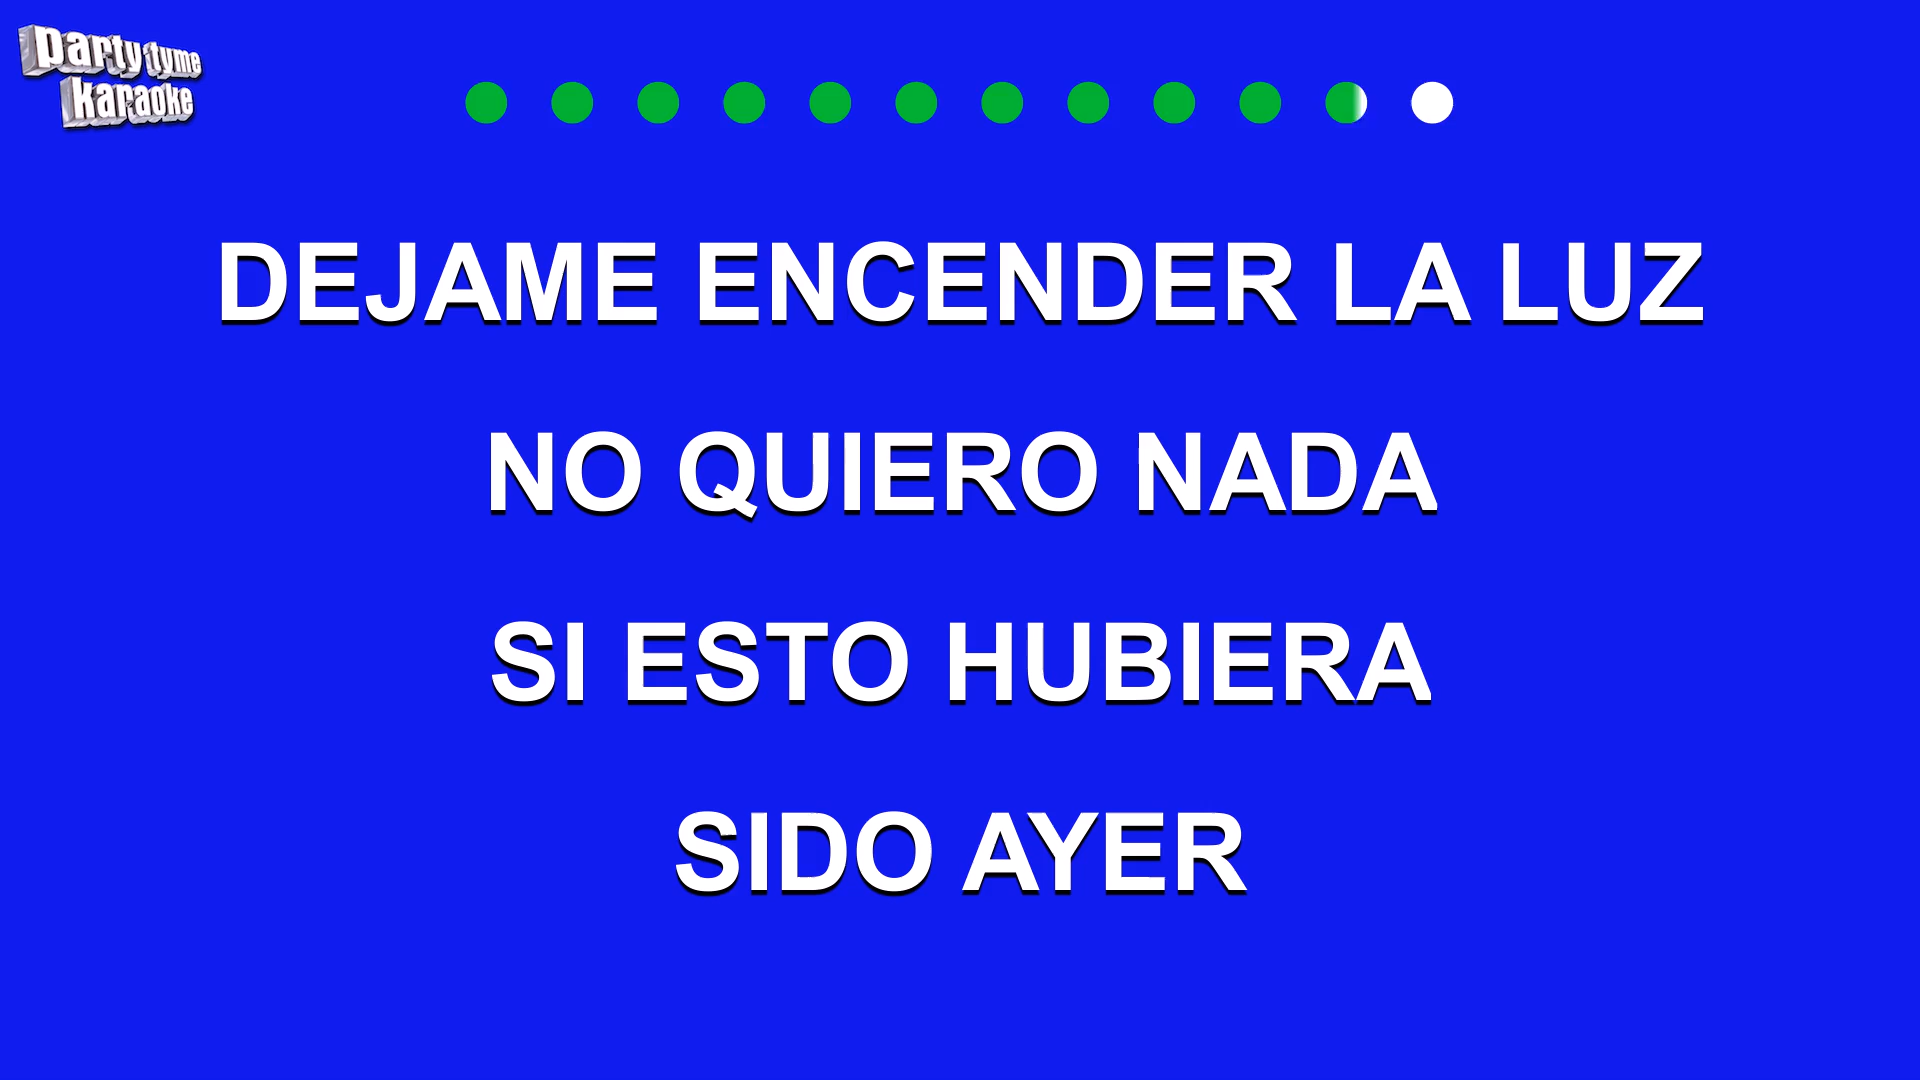 party tyme
karaoke
DEJAME ENCENDER LA LUZ
NO QUIERO NADA
SI ESTO HUBIERA
SIDO AYER